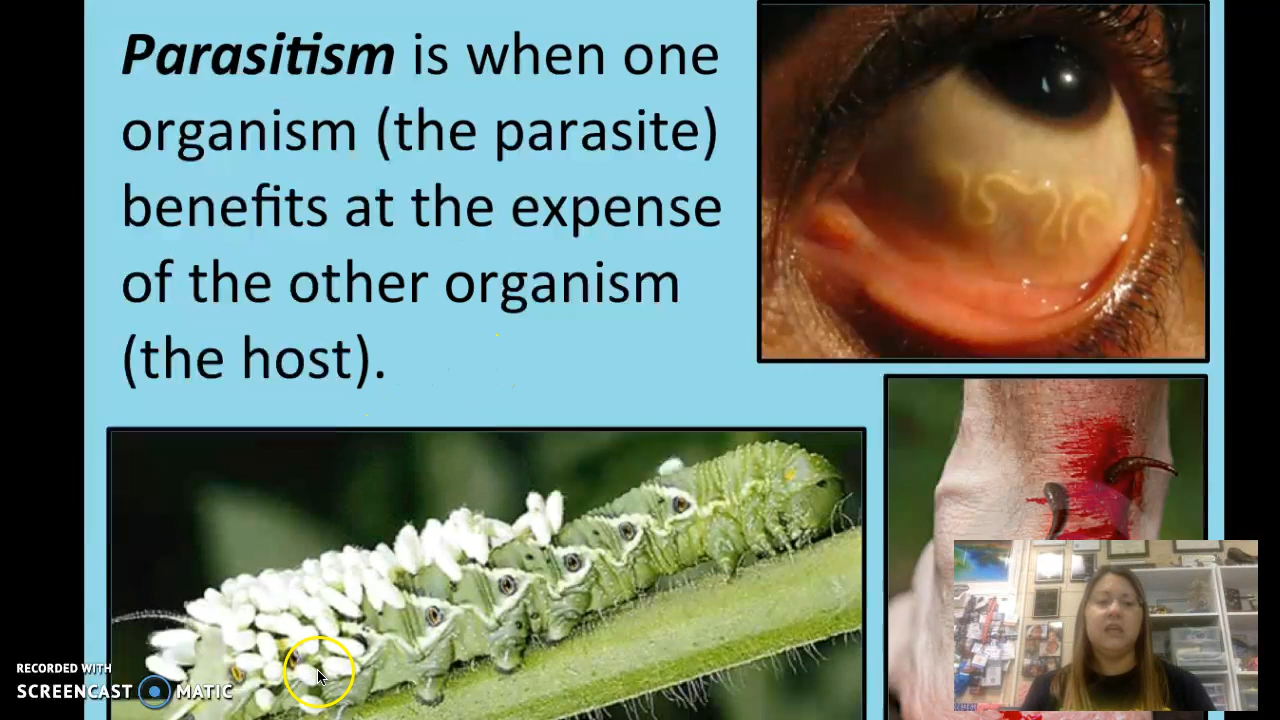 Parasitism is when one
organism (the parasite)
benefits at the expense
of the other organism
(the host).
RECORDED WITH
SCREENCAST MATIC